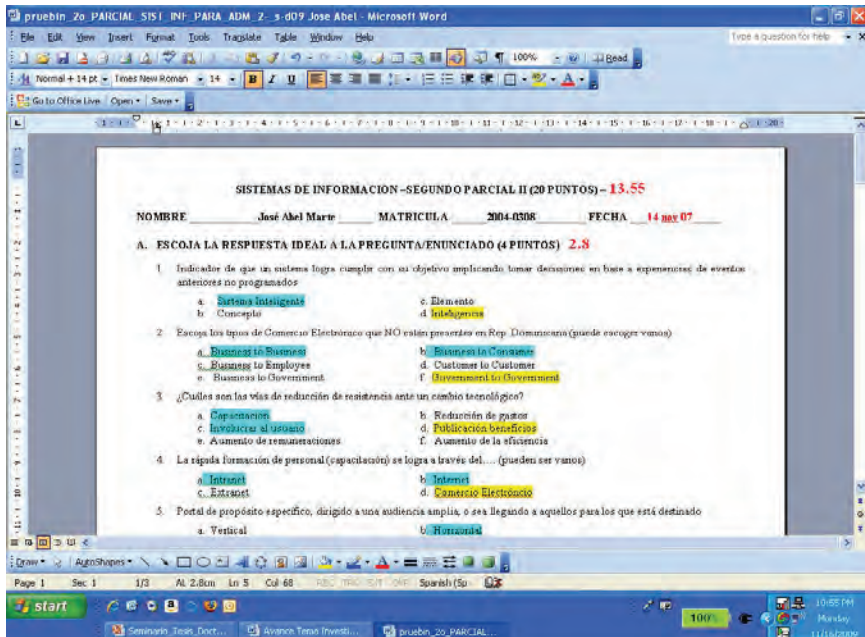 pruebin_2o_PARCIAL_SIST_INF_PARA_ADM_2-_s-d09 Jose Abel - Microsoft Word
File Edit View Insert Format Tools Translate Table Window Help Type a question for help
100% Read
Normal + 14 pt Times New Roman 14 B I U
Go to Office Live Open Save
SISTEMAS DE INFORMACION –SEGUNDO PARCIAL II (20 PUNTOS) – 13.55
NOMBRE José Abel Marte MATRICULA 2004-0308 FECHA 14 nov 07
A. ESCOJA LA RESPUESTA IDEAL A LA PREGUNTA/ENUNCIADO (4 PUNTOS) 2.8
1. Indicador de que un sistema logra cumplir con su objetivo implicando tomar decisiones en base a experiencias de eventos
anteriores no programados
a. Sistema Inteligente c. Elemento
b. Concepto d. Inteligencia
2. Escoja los tipos de Comercio Electrónico que NO están presentes en Rep. Dominicana (puede escoger varios)
a. Business to Business b. Business to Consumer
c. Business to Employee d. Customer to Customer
e. Business to Government f. Government to Government
3. ¿Cuáles son las vías de reducción de resistencia ante un cambio tecnológico?
a. Capacitación b. Reducción de gastos
c. Involucrar al usuario d. Publicación beneficios
e. Aumento de remuneraciones f. Aumento de la eficiencia
4. La rápida formación de personal (capacitación) se logra a través del.... (pueden ser varios)
a. Intranet b. Internet
c. Extranet d. Comercio Electróncio
5. Portal de propósito específico, dirigido a una audiencia amplia, o sea llegando a aquellos para los que está destinado
a. Vertical b. Horizontal
Draw AutoShapes
Page 1 Sec 1 1/3 At 2.8cm Ln 5 Col 68 REC TRK EXT OVR Spanish (Sp
start 100% 10:55 PM
Monday
Seminario_Tesis_Doct... Avance Tema Investi... pruebin_2o_PARCIAL...